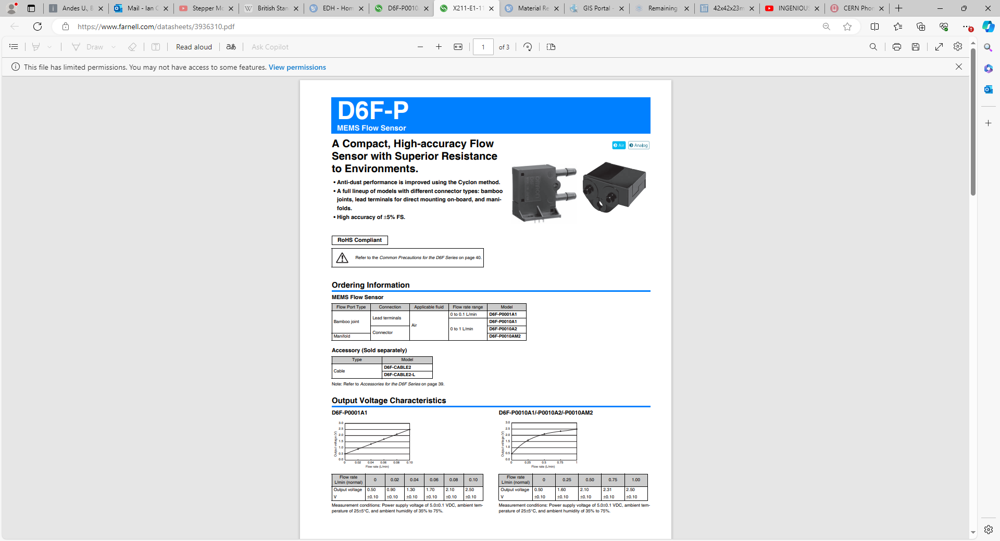 Andes U., E
Mail - Ian C
Stepper Mo
British Stan
EDH - Hom
D6F-P0010
X211-E1-11
Material Re
GIS Portal -
Remaining
42x42x23m
INGENIOUS
CERN Phon
https://www.farnell.com/datasheets/3936310.pdf
Draw
Read aloud
Ask Copilot
1 of 3
This file has limited permissions. You may not have access to some features. View permissions
D6F-P
MEMS Flow Sensor
A Compact, High-accuracy Flow
Sensor with Superior Resistance
to Environments.
Air
Analog
• Anti-dust performance is improved using the Cyclon method.
• A full lineup of models with different connector types: bamboo
joints, lead terminals for direct mounting on-board, and mani-
folds.
• High accuracy of ±5% FS.
RoHS Compliant
Refer to the Common Precautions for the D6F Series on page 40.
Ordering Information
MEMS Flow Sensor
Flow Port Type Connection Applicable fluid Flow rate range Model
Bamboo joint Lead terminals Air 0 to 0.1 L/min D6F-P0001A1
0 to 1 L/min D6F-P0010A1
Connector D6F-P0010A2
Manifold D6F-P0010AM2
Accessory (Sold separately)
Type Model
Cable D6F-CABLE2
D6F-CABLE2-L
Note: Refer to Accessories for the D6F Series on page 39.
Output Voltage Characteristics
D6F-P0001A1
3.0
2.5
2.0
1.5
1.0
0.5
0.0
Output voltage (V)
0 0.02 0.04 0.06 0.08 0.10
Flow rate (L/min)
Flow rate
L/min (normal) 0 0.02 0.04 0.06 0.08 0.10
Output voltage 0.50 0.90 1.30 1.70 2.10 2.50
V ±0.10 ±0.10 ±0.10 ±0.10 ±0.10 ±0.10
Measurement conditions: Power supply voltage of 5.0±0.1 VDC, ambient tem-
perature of 25±5°C, and ambient humidity of 35% to 75%.
D6F-P0010A1/-P0010A2/-P0010AM2
3.0
2.5
2.0
1.5
1.0
0.5
0.0
Output voltage (V)
0 0.25 0.5 0.75 1
Flow rate (L/min)
Flow rate
L/min (normal) 0 0.25 0.50 0.75 1.00
Output voltage 0.50 1.60 2.10 2.31 2.50
V ±0.10 ±0.10 ±0.10 ±0.10 ±0.10
Measurement conditions: Power supply voltage of 5.0±0.1 VDC, ambient tem-
perature of 25±5°C, and ambient humidity of 35% to 75%.